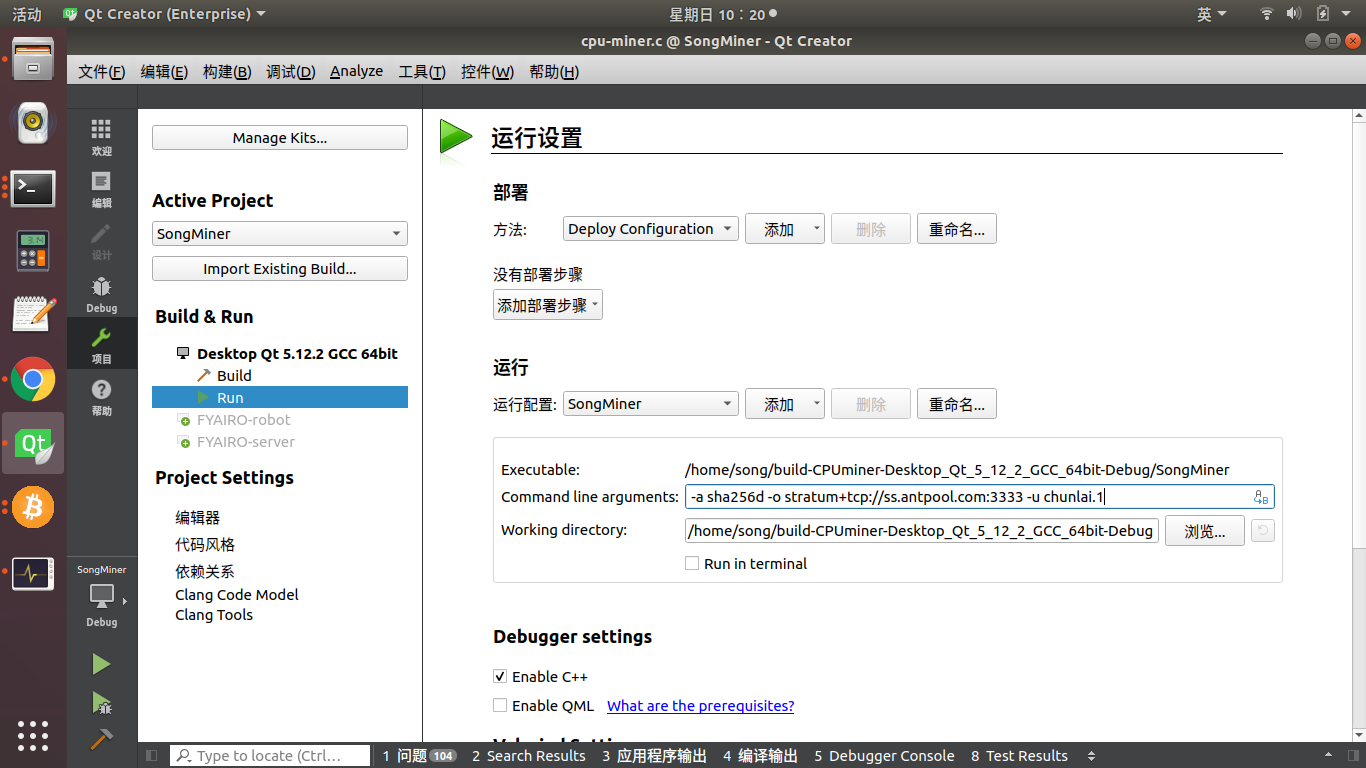 活动 Qt Creator (Enterprise) 星期日 10：20 英
cpu-miner.c @ SongMiner - Qt Creator
文件(F) 编辑(E) 构建(B) 调试(D) Analyze 工具(T) 控件(W) 帮助(H)
欢迎
编辑
设计
Debug
项目
帮助
SongMiner
Debug
Manage Kits...
Active Project
SongMiner
Import Existing Build...
Build & Run
Desktop Qt 5.12.2 GCC 64bit
Build
Run
FYAIRO-robot
FYAIRO-server
Project Settings
编辑器
代码风格
依赖关系
Clang Code Model
Clang Tools
运行设置
部署
方法: Deploy Configuration 添加 删除 重命名...
没有部署步骤
添加部署步骤
运行
运行配置: SongMiner 添加 删除 重命名...
Executable: /home/song/build-CPUminer-Desktop_Qt_5_12_2_GCC_64bit-Debug/SongMiner
Command line arguments: -a sha256d -o stratum+tcp://ss.antpool.com:3333 -u chunlai.1
Working directory: /home/song/build-CPUminer-Desktop_Qt_5_12_2_GCC_64bit-Debug 浏览...
Run in terminal
Debugger settings
Enable C++
Enable QML What are the prerequisites?
Type to locate (Ctrl... 1 问题 104 2 Search Results 3 应用程序输出 4 编译输出 5 Debugger Console 8 Test Results